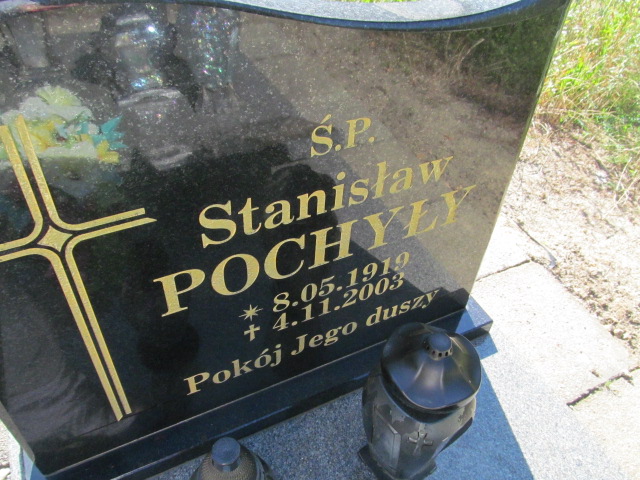 Ś.P.
Stanisław
POCHYŁY
* 8.05.1919
† 4.11.2003
Pokój Jego duszy